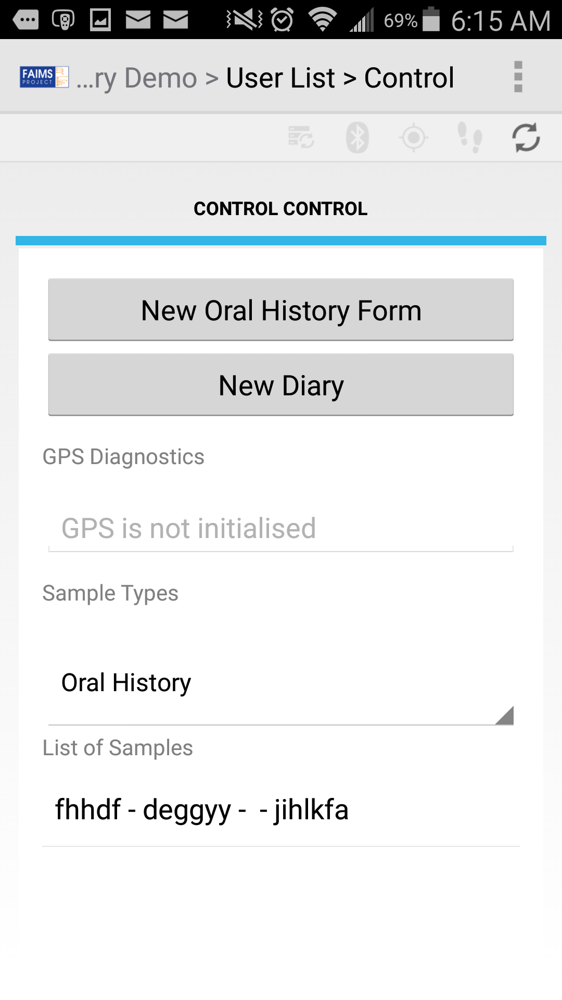 69% 6:15 AM
FAIMS
PROJECT
...ry Demo > User List > Control
CONTROL CONTROL
New Oral History Form
New Diary
GPS Diagnostics
GPS is not initialised
Sample Types
Oral History
List of Samples
fhhdf - deggyy -  - jihlkfa